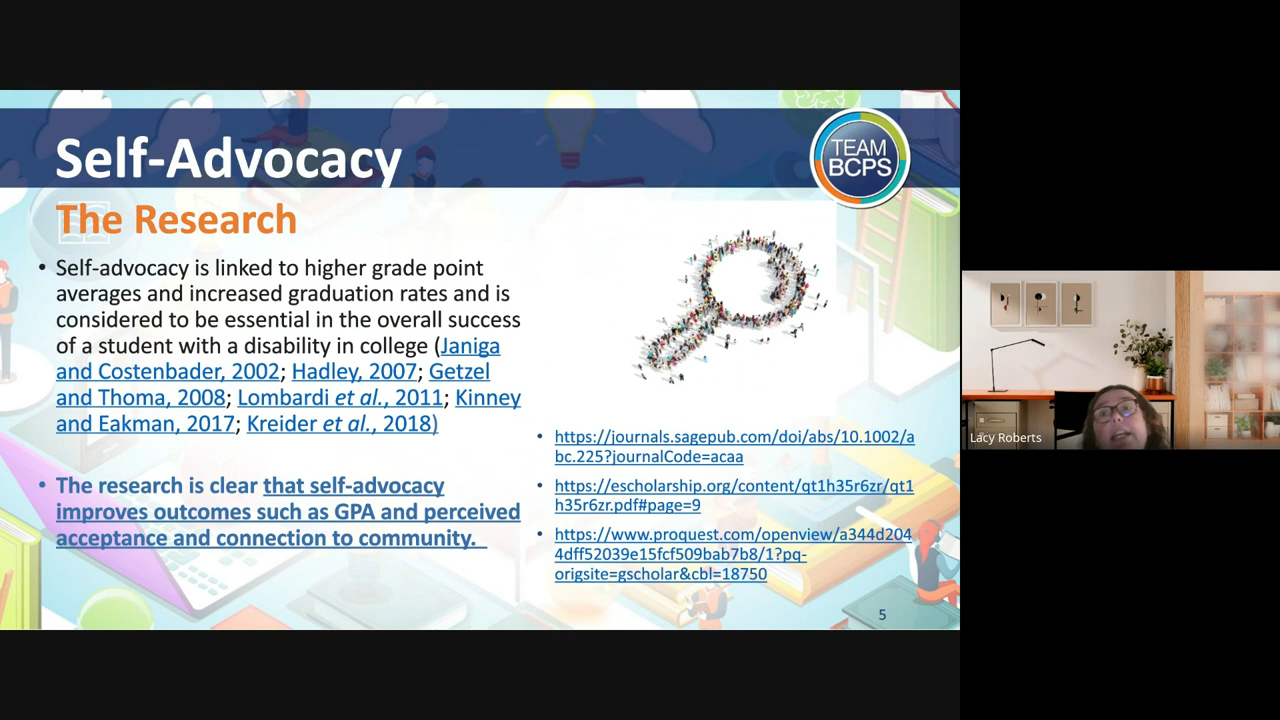 Self-Advocacy
TEAM
BCPS
The Research
• Self-advocacy is linked to higher grade point
averages and increased graduation rates and is
considered to be essential in the overall success
of a student with a disability in college (Janiga
and Costenbader, 2002; Hadley, 2007; Getzel
and Thoma, 2008; Lombardi et al., 2011; Kinney
and Eakman, 2017; Kreider et al., 2018)
• The research is clear that self-advocacy
improves outcomes such as GPA and perceived
acceptance and connection to community.
• https://journals.sagepub.com/doi/abs/10.1002/a
bc.225?journalCode=acaa
• https://escholarship.org/content/qt1h35r6zr/qt1
h35r6zr.pdf#page=9
• https://www.proquest.com/openview/a344d204
4dff52039e15fcf509bab7b8/1?pq-
origsite=gscholar&cbl=18750
5
Lacy Roberts